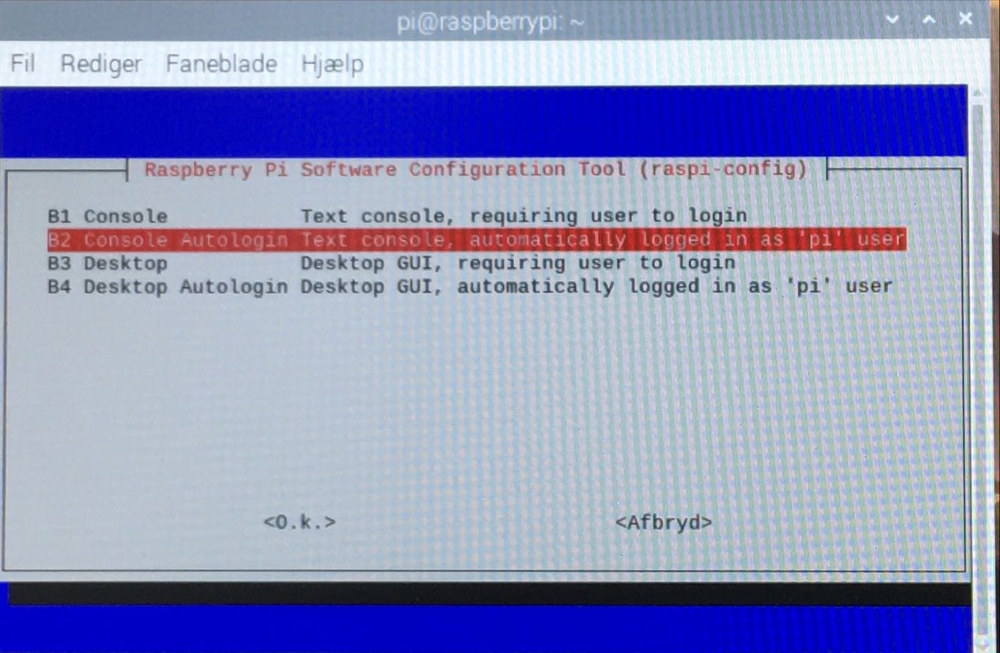 pi@raspberrypi: ~
Fil Rediger Faneblade Hjælp
Raspberry Pi Software Configuration Tool (raspi-config)
B1 Console Text console, requiring user to login
B2 Console Autologin Text console, automatically logged in as 'pi' user
B3 Desktop Desktop GUI, requiring user to login
B4 Desktop Autologin Desktop GUI, automatically logged in as 'pi' user
<O.k.> <Afbryd>